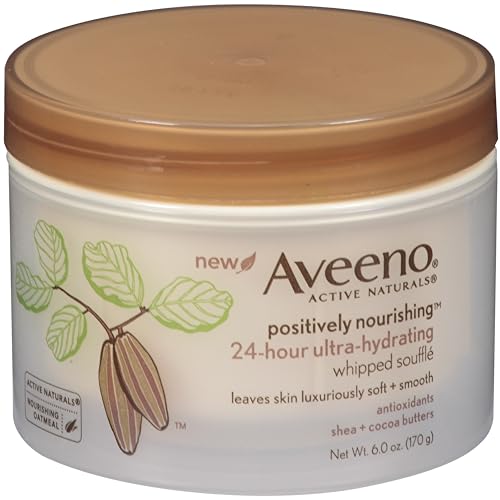 new
Aveeno®
ACTIVE NATURALS®
positively nourishing™
24-hour ultra-hydrating
whipped soufflé
leaves skin luxuriously soft + smooth
antioxidants
shea + cocoa butters
Net Wt. 6.0 oz. (170 g)
ACTIVE NATURALS®
NOURISHING
OATMEAL
™